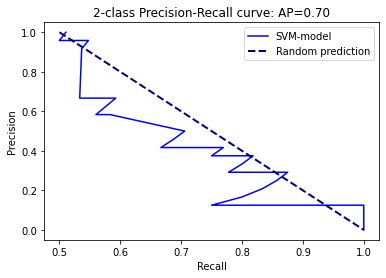 2-class Precision-Recall curve: AP=0.70
SVM-model
Random prediction
Precision
1.0
0.8
0.6
0.4
0.2
0.0
0.5
0.6
0.7
0.8
0.9
1.0
Recall